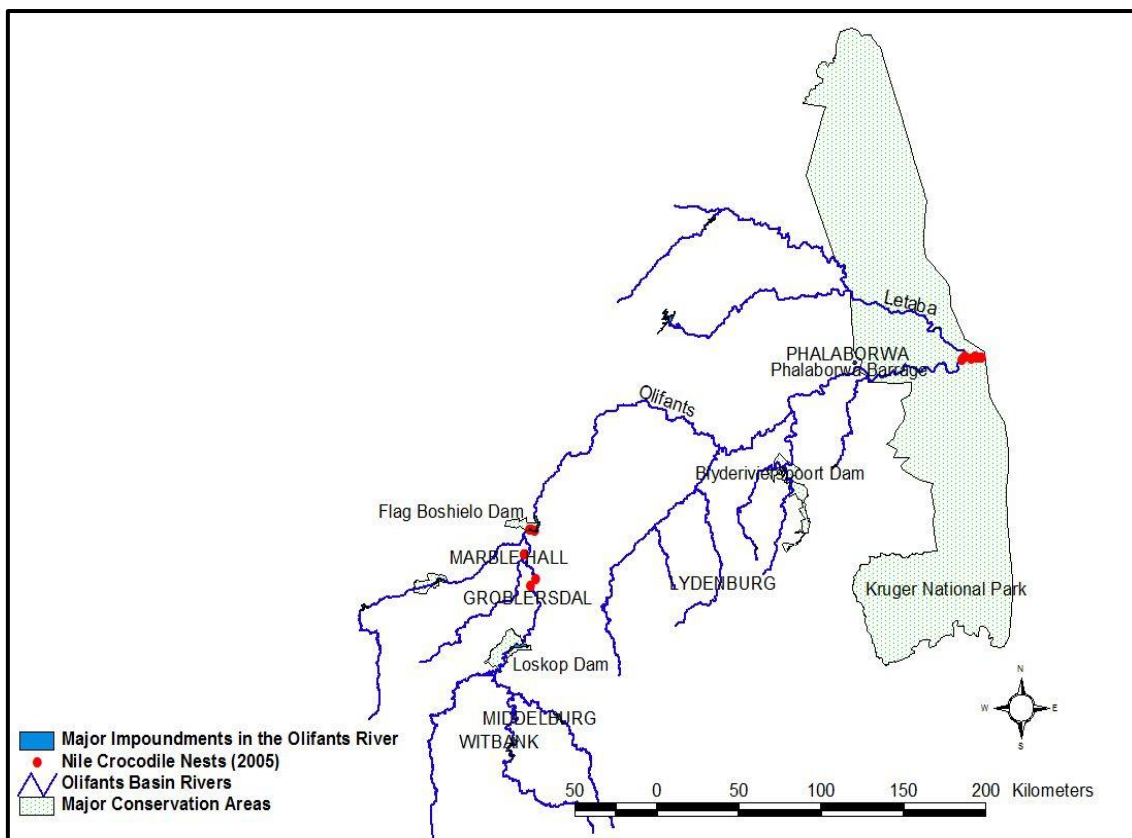 Letaba
PHALABORWA
Phalaborwa Barrage
Olifants
Blyderivierspoort Dam
Flag Boshielo Dam
MARBLE HALL
LYDENBURG
GROBLERSDAL
Kruger National Park
Loskop Dam
MIDDELBURG
WITBANK
N
W E
S
Major Impoundments in the Olifants River
Nile Crocodile Nests (2005)
Olifants Basin Rivers
Major Conservation Areas
50 0 50 100 150 200 Kilometers